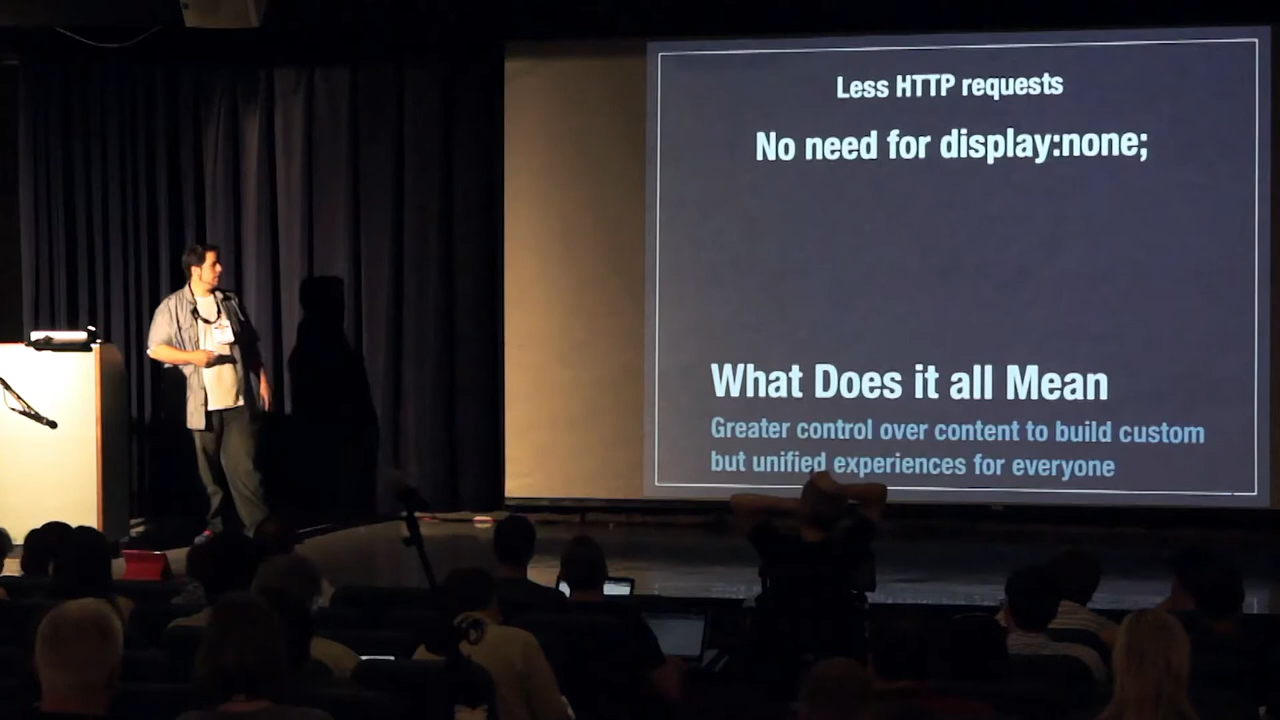 Less HTTP requests
No need for display:none;
What Does it all Mean
Greater control over content to build custom
but unified experiences for everyone